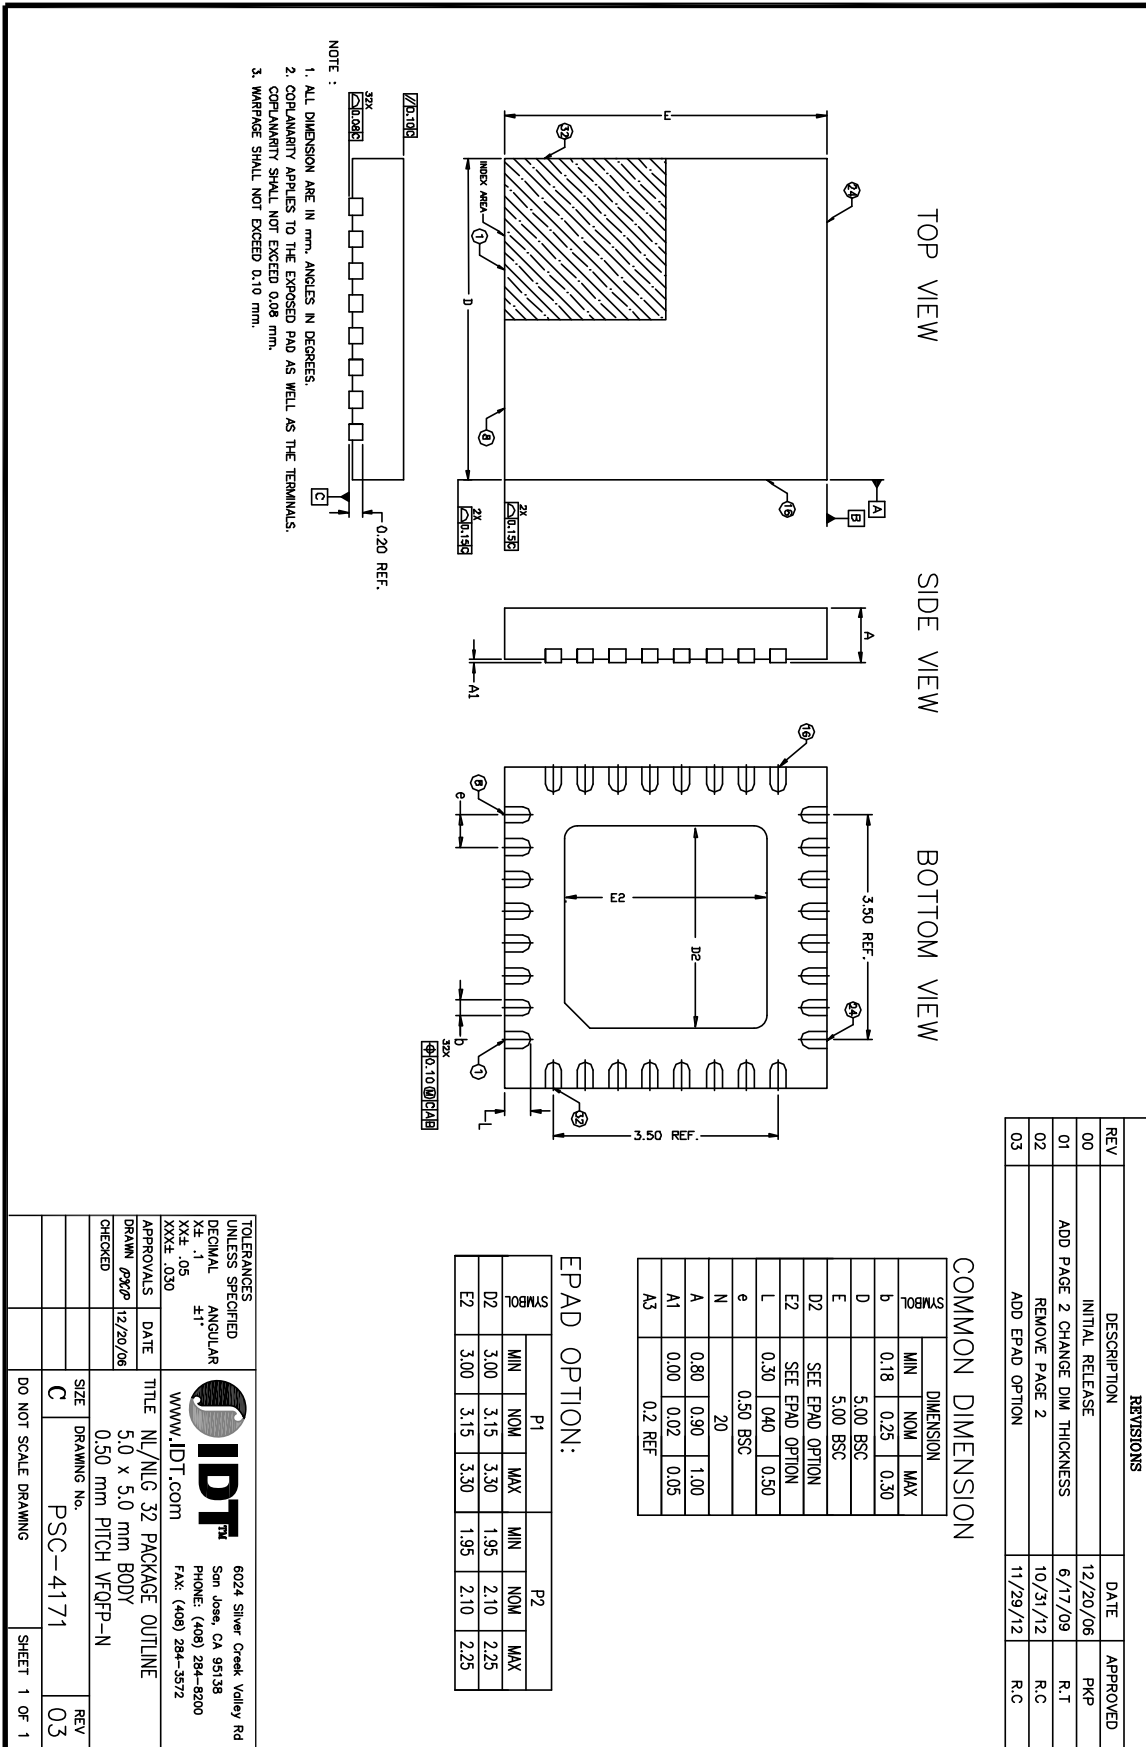 REVISIONS
REV DESCRIPTION DATE APPROVED
00 INITIAL RELEASE 12/20/06 PKP
01 ADD PAGE 2 CHANGE DIM THICKNESS 6/17/09 R.T
02 REMOVE PAGE 2 10/31/12 R.C
03 ADD EPAD OPTION 11/29/12 R.C
TOP VIEW
SIDE VIEW
BOTTOM VIEW
24
E
32
INDEX AREA
1
D
8
16
A
B
2X
0.15 C
2X
0.15 C
A
A1
16
8
e
3.50 REF.
E2
D2
24
b
1
32X
0.10 M C A B
L
32
3.50 REF.
// 0.10 C
32X
0.08 C
C
0.20 REF.
NOTE :
1. ALL DIMENSION ARE IN mm. ANGLES IN DEGREES.
2. COPLANARITY APPLIES TO THE EXPOSED PAD AS WELL AS THE TERMINALS.
COPLANARITY SHALL NOT EXCEED 0.08 mm.
3. WARPAGE SHALL NOT EXCEED 0.10 mm.
COMMON DIMENSION
SYMBOL DIMENSION
MIN NOM MAX
b 0.18 0.25 0.30
D 5.00 BSC
E 5.00 BSC
D2 SEE EPAD OPTION
E2 SEE EPAD OPTION
L 0.30 040 0.50
e 0.50 BSC
N 20
A 0.80 0.90 1.00
A1 0.00 0.02 0.05
A3 0.2 REF
EPAD OPTION:
SYMBOL P1 P2
MIN NOM MAX MIN NOM MAX
D2 3.00 3.15 3.30 1.95 2.10 2.25
E2 3.00 3.15 3.30 1.95 2.10 2.25
TOLERANCES
UNLESS SPECIFIED
DECIMAL ANGULAR
X± .1 ±1°
XX± .05
XXX± .030
APPROVALS DATE
DRAWN PKP 12/20/06
CHECKED
IDT TM
www.IDT.com
6024 Silver Creek Valley Rd
San Jose, CA 95138
PHONE: (408) 284-8200
FAX: (408) 284-3572
TITLE NL/NLG 32 PACKAGE OUTLINE
5.0 x 5.0 mm BODY
0.50 mm PITCH VFQFP-N
SIZE DRAWING No. REV
C PSC-4171 03
DO NOT SCALE DRAWING SHEET 1 OF 1